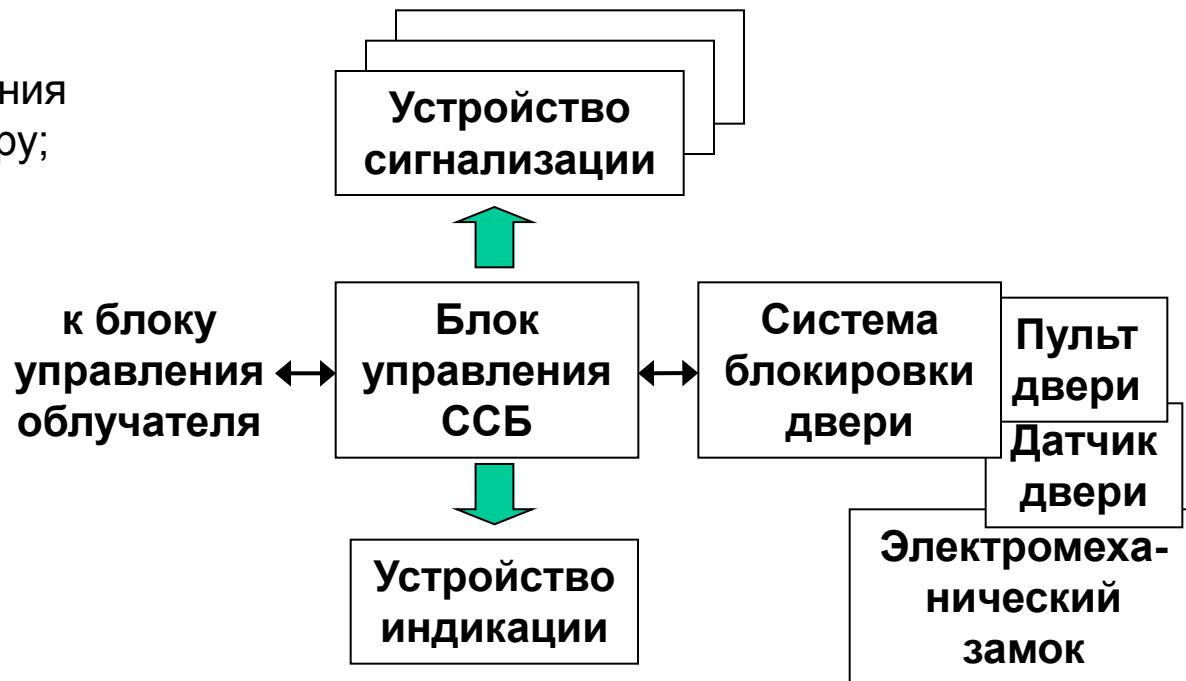 ния
ру;
Устройство
сигнализации
к блоку
управления
облучателя
Блок
управления
ССБ
Система
блокировки
двери
Пульт
двери
Датчик
двери
Электромеха-
нический
замок
Устройство
индикации